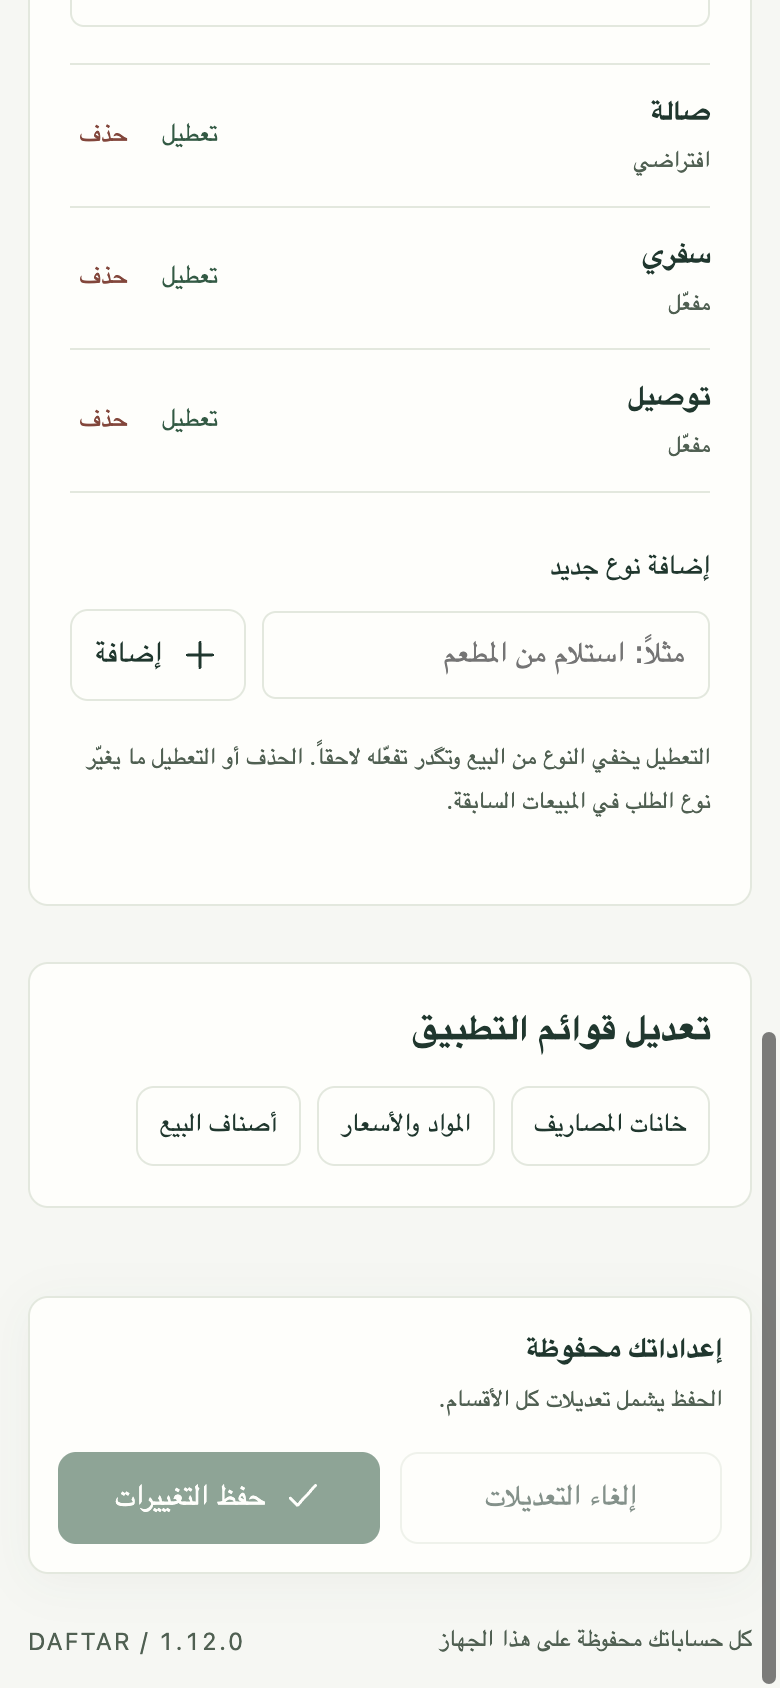 صالة
افتراضي
تعطيل
حذف
سفري
مفعّل
تعطيل
حذف
توصيل
مفعّل
تعطيل
حذف
إضافة نوع جديد
مثلاً: استلام من المطعم
إضافة
التعطيل يخفي النوع من البيع وتگدر تفعّله لاحقاً. الحذف أو التعطيل ما يغيّر
نوع الطلب في المبيعات السابقة.
تعديل قوائم التطبيق
خانات المصاريف
المواد والأسعار
أصناف البيع
إعداداتك محفوظة
الحفظ يشمل تعديلات كل الأقسام.
إلغاء التعديلات
حفظ التغييرات
كل حساباتك محفوظة على هذا الجهاز
DAFTAR / 1.12.0